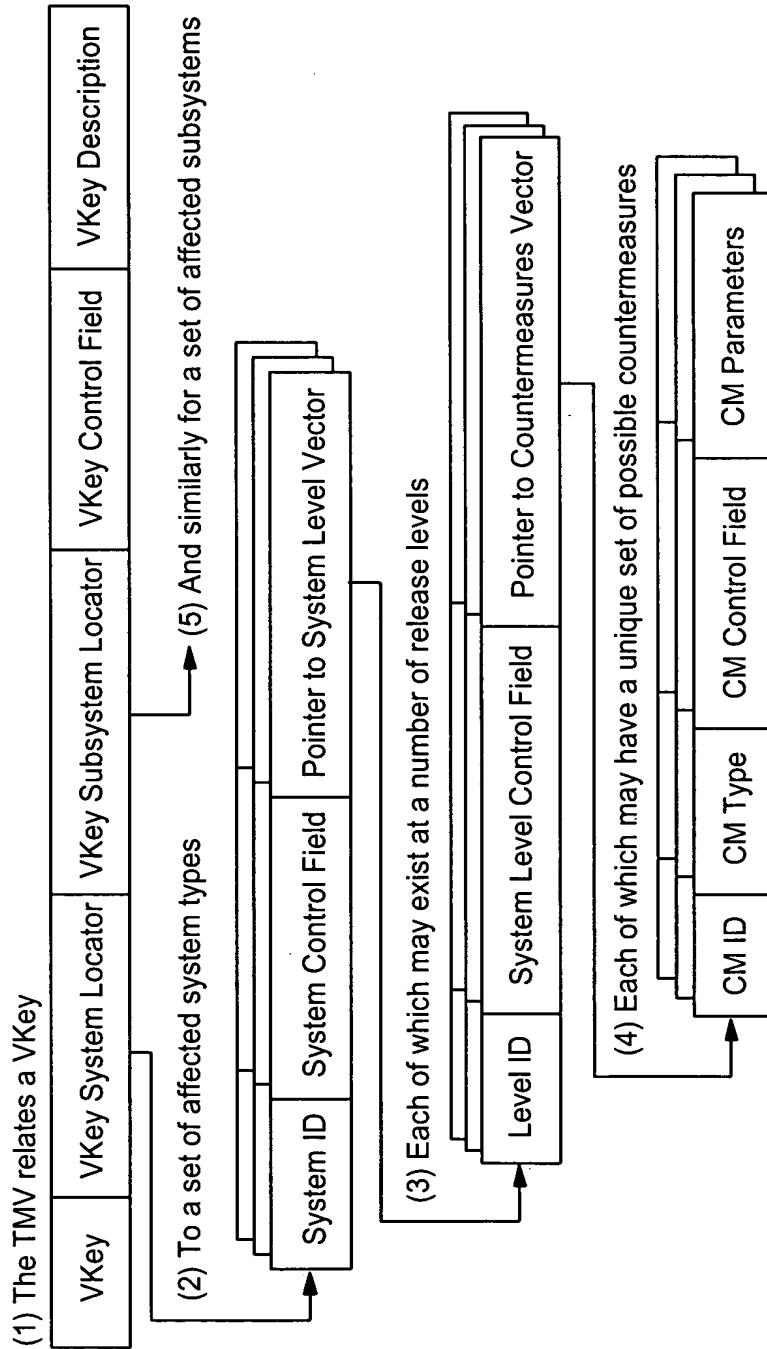 (1) The TMV relates a VKey
VKey
VKey System Locator
VKey Subsystem Locator
VKey Control Field
VKey Description
(5) And similarly for a set of affected subsystems
(2) To a set of affected system types
System ID
System Control Field
Pointer to System Level Vector
(3) Each of which may exist at a number of release levels
Level ID
System Level Control Field
Pointer to Countermeasures Vector
(4) Each of which may have a unique set of possible countermeasures
CM ID
CM Type
CM Control Field
CM Parameters